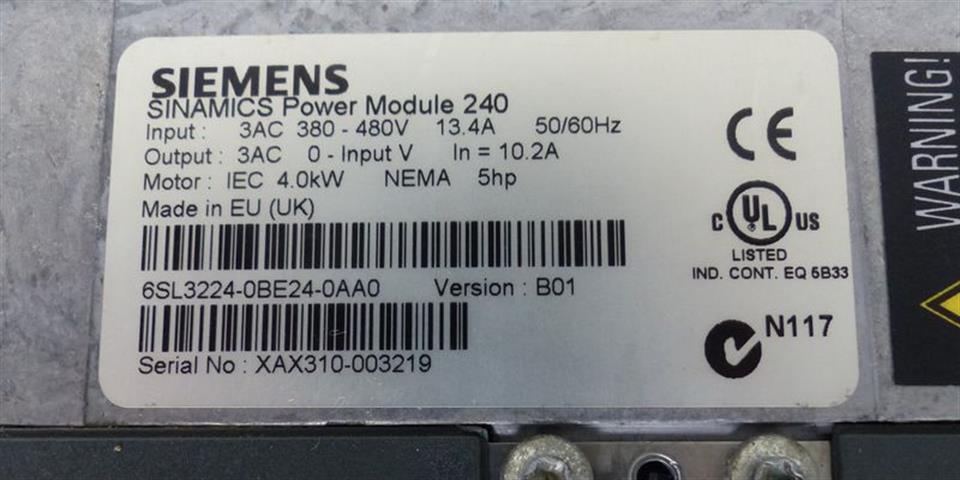 SIEMENS
SINAMICS Power Module 240
Input : 3AC 380 - 480V 13.4A 50/60Hz
Output : 3AC 0 - Input V In = 10.2A
Motor : IEC 4.0kW NEMA 5hp
Made in EU (UK)
6SL3224-0BE24-0AA0 Version : B01
Serial No : XAX310-003219
CE
C UL US
LISTED
IND. CONT. EQ 5B33
N117
WARNING!